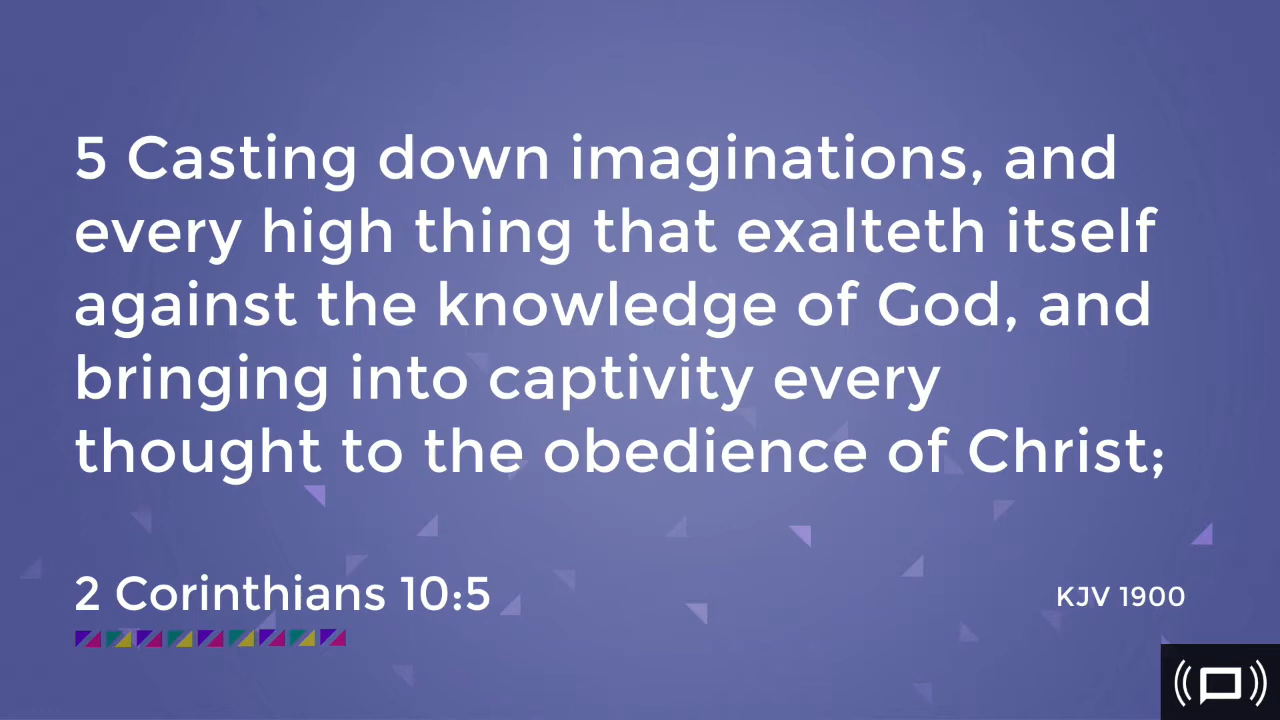 5 Casting down imaginations, and
every high thing that exalteth itself
against the knowledge of God, and
bringing into captivity every
thought to the obedience of Christ;
2 Corinthians 10:5
KJV 1900